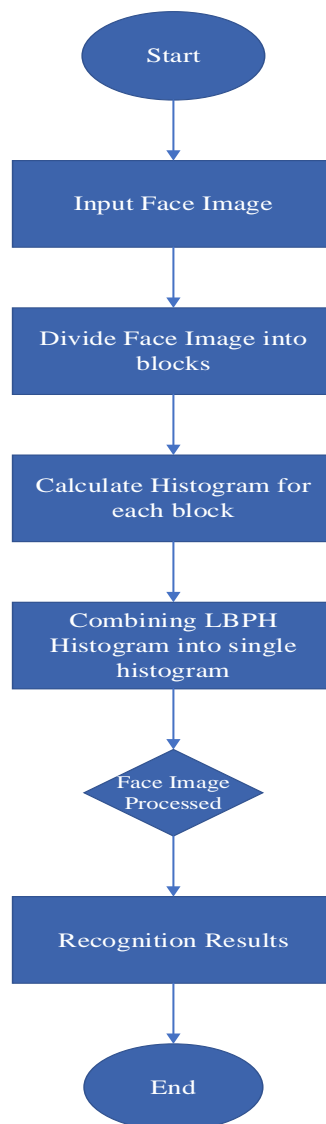 Start
Input Face Image
Divide Face Image into
blocks
Calculate Histogram for
each block
Combining LBPH
Histogram into single
histogram
Face Image
Processed
Recognition Results
End